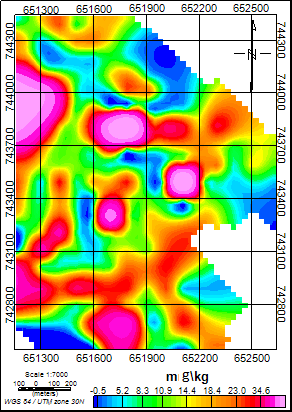 651300 651600 651900 652200 652500
744300 744300
N
744000 744000
743700 743700
743400 743400
743100 743100
742800 742800
651300 651600 651900 652200 652500
Scale 1:7000
100 0 100 200
(meters)
WGS 84 / UTM zone 30N
mg\kg
-0.5 5.2 8.3 10.9 14.4 18.4 23.0 34.6